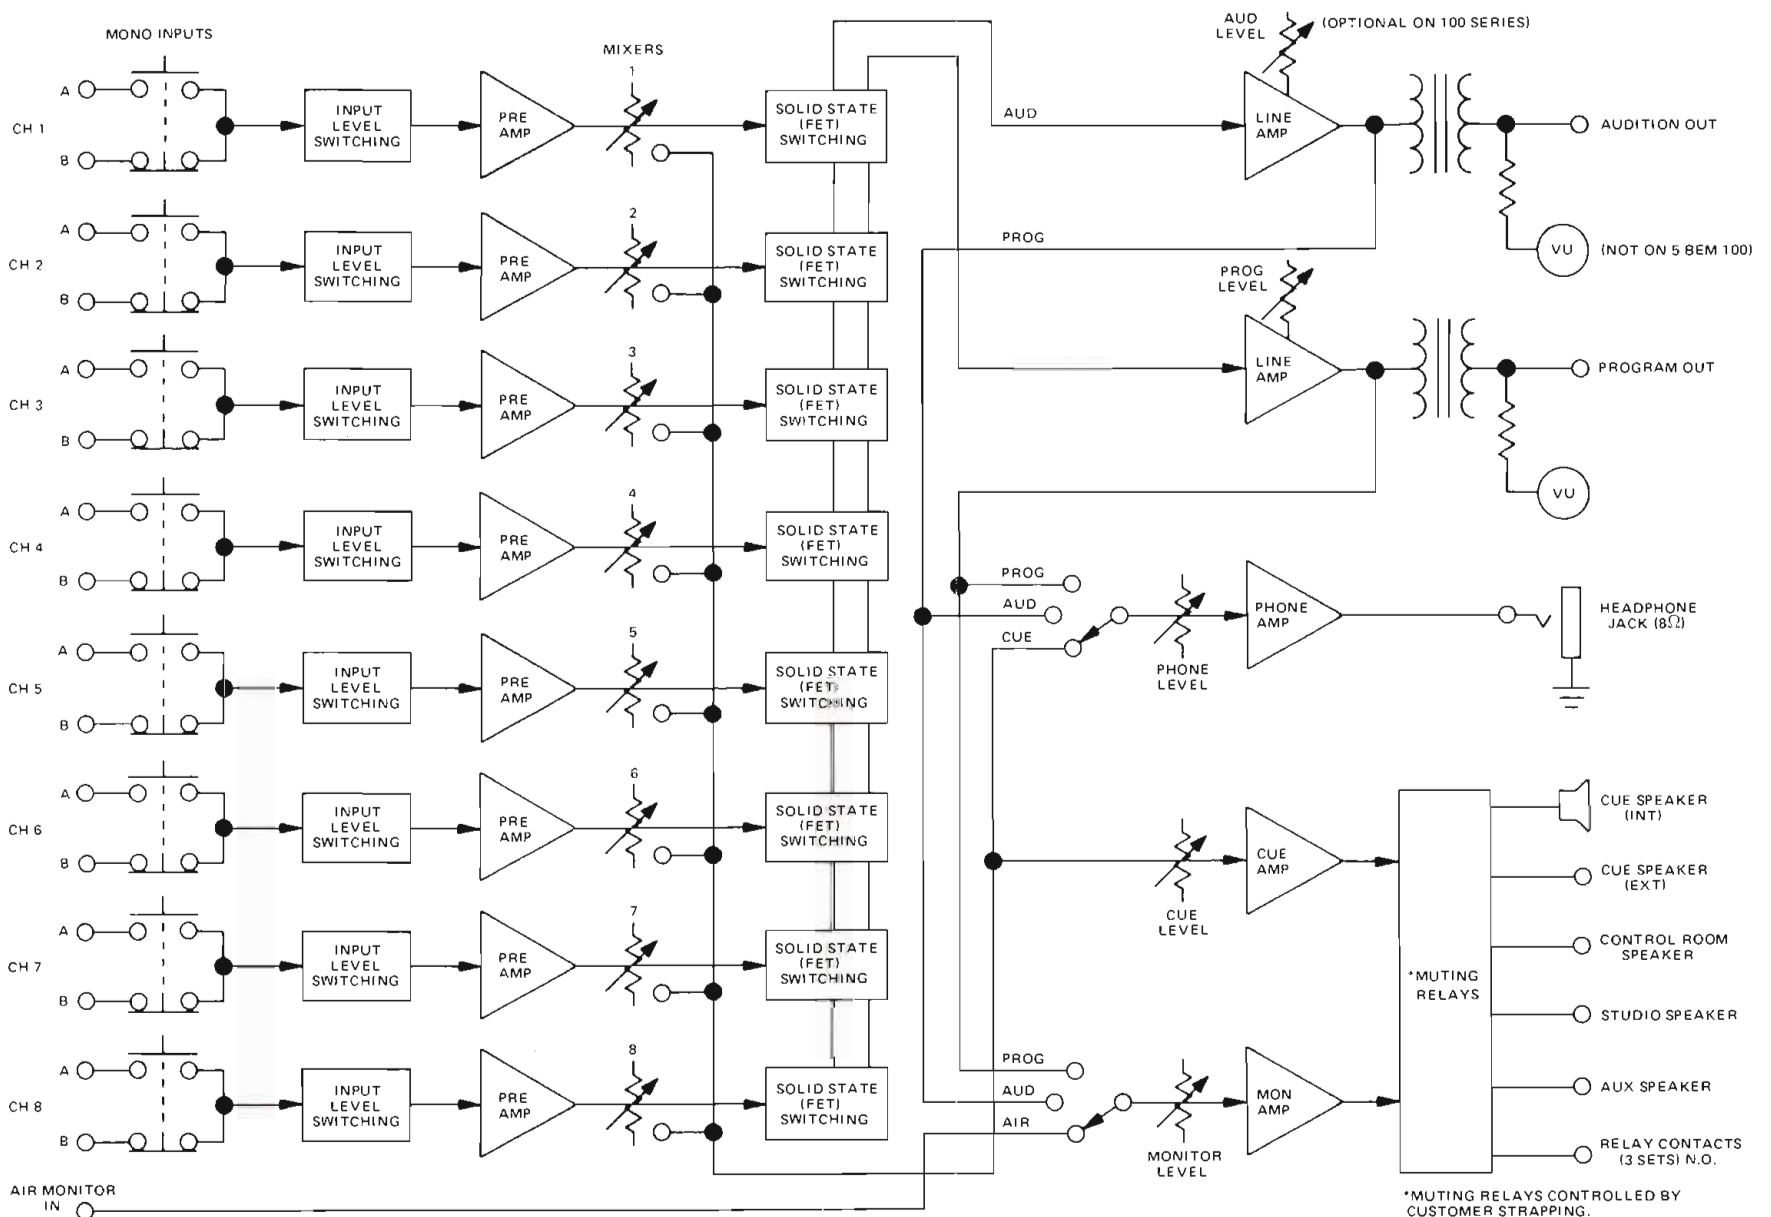 MONO INPUTS
MIXERS
CH 1
A
B
INPUT
LEVEL
SWITCHING
PRE
AMP
1
SOLID STATE
(FET)
SWITCHING
CH 2
A
B
INPUT
LEVEL
SWITCHING
PRE
AMP
2
SOLID STATE
(FET)
SWITCHING
CH 3
A
B
INPUT
LEVEL
SWITCHING
PRE
AMP
3
SOLID STATE
(FET)
SWITCHING
CH 4
A
B
INPUT
LEVEL
SWITCHING
PRE
AMP
4
SOLID STATE
(FET)
SWITCHING
CH 5
A
B
INPUT
LEVEL
SWITCHING
PRE
AMP
5
SOLID STATE
(FET)
SWITCHING
CH 6
A
B
INPUT
LEVEL
SWITCHING
PRE
AMP
6
SOLID STATE
(FET)
SWITCHING
CH 7
A
B
INPUT
LEVEL
SWITCHING
PRE
AMP
7
SOLID STATE
(FET)
SWITCHING
CH 8
A
B
INPUT
LEVEL
SWITCHING
PRE
AMP
8
SOLID STATE
(FET)
SWITCHING
AIR MONITOR
IN
AUD
LEVEL
(OPTIONAL ON 100 SERIES)
AUD
LINE
AMP
AUDITION OUT
PROG
VU
(NOT ON 5 BEM 100)
PROG
LEVEL
LINE
AMP
PROGRAM OUT
VU
PROG
AUD
CUE
PHONE
LEVEL
PHONE
AMP
HEADPHONE
JACK (8Ω)
CUE
LEVEL
CUE
AMP
PROG
AUD
AIR
MONITOR
LEVEL
MON
AMP
*MUTING
RELAYS
CUE SPEAKER
(INT)
CUE SPEAKER
(EXT)
CONTROL ROOM
SPEAKER
STUDIO SPEAKER
AUX SPEAKER
RELAY CONTACTS
(3 SETS) N.O.
*MUTING RELAYS CONTROLLED BY
CUSTOMER STRAPPING.